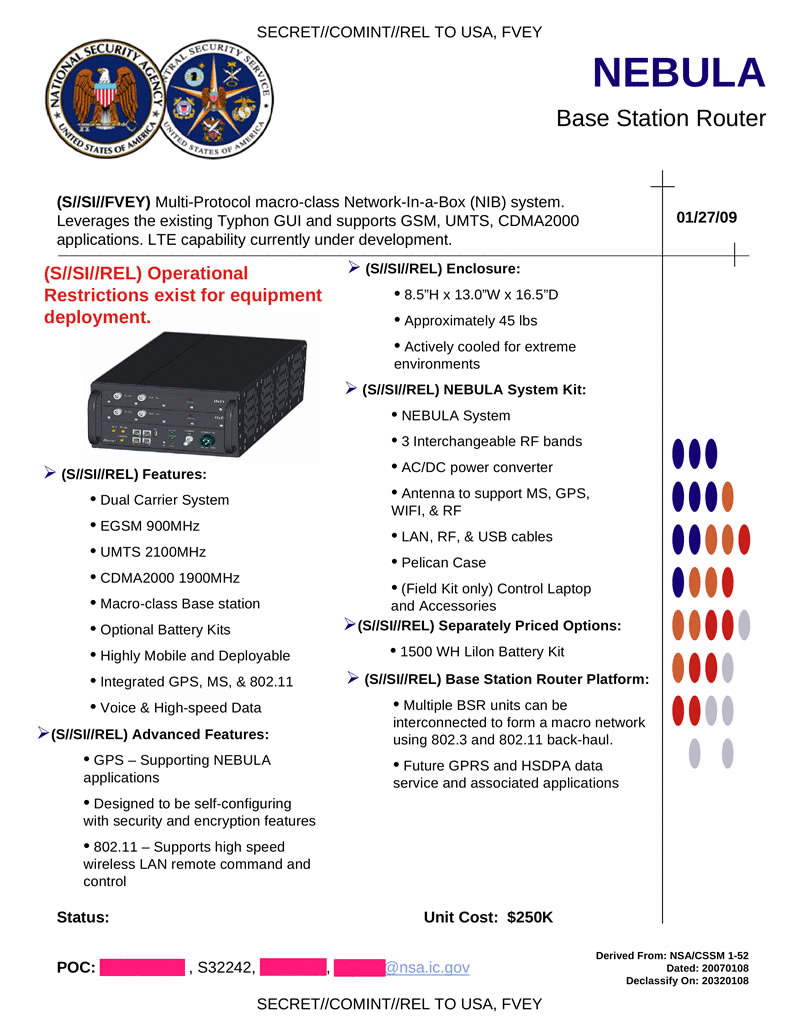 SECRET//COMINT//REL TO USA, FVEY
NATIONAL SECURITY AGENCY
UNITED STATES OF AMERICA
TRAL SECURITY SERVICE
UNITED STATES OF AMERICA
NEBULA
Base Station Router
(S//SI//FVEY) Multi-Protocol macro-class Network-In-a-Box (NIB) system.
Leverages the existing Typhon GUI and supports GSM, UMTS, CDMA2000
applications. LTE capability currently under development.
01/27/09
(S//SI//REL) Operational
Restrictions exist for equipment
deployment.
➢ (S//SI//REL) Features:
• Dual Carrier System
• EGSM 900MHz
• UMTS 2100MHz
• CDMA2000 1900MHz
• Macro-class Base station
• Optional Battery Kits
• Highly Mobile and Deployable
• Integrated GPS, MS, & 802.11
• Voice & High-speed Data
➢(S//SI//REL) Advanced Features:
• GPS – Supporting NEBULA
applications
• Designed to be self-configuring
with security and encryption features
• 802.11 – Supports high speed
wireless LAN remote command and
control
➢ (S//SI//REL) Enclosure:
• 8.5”H x 13.0”W x 16.5”D
• Approximately 45 lbs
• Actively cooled for extreme
environments
➢ (S//SI//REL) NEBULA System Kit:
• NEBULA System
• 3 Interchangeable RF bands
• AC/DC power converter
• Antenna to support MS, GPS,
WIFI, & RF
• LAN, RF, & USB cables
• Pelican Case
• (Field Kit only) Control Laptop
and Accessories
➢(S//SI//REL) Separately Priced Options:
• 1500 WH LiIon Battery Kit
➢ (S//SI//REL) Base Station Router Platform:
• Multiple BSR units can be
interconnected to form a macro network
using 802.3 and 802.11 back-haul.
• Future GPRS and HSDPA data
service and associated applications
Status:
Unit Cost: $250K
POC: , S32242, , @nsa.ic.gov
Derived From: NSA/CSSM 1-52
Dated: 20070108
Declassify On: 20320108
SECRET//COMINT//REL TO USA, FVEY